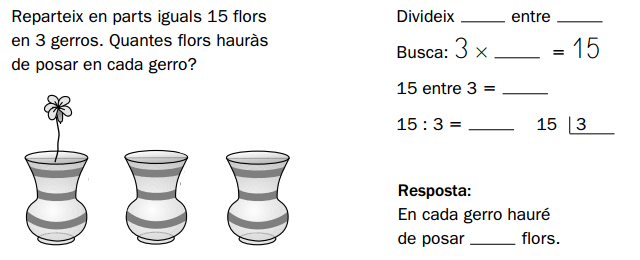 Reparteix en parts iguals 15 flors
en 3 gerros. Quantes flors hauràs
de posar en cada gerro?
Divideix _____ entre _____
Busca: 3 × _____ = 15
15 entre 3 = _____
15 : 3 = _____ 15 |3
Resposta:
En cada gerro hauré
de posar _____ flors.